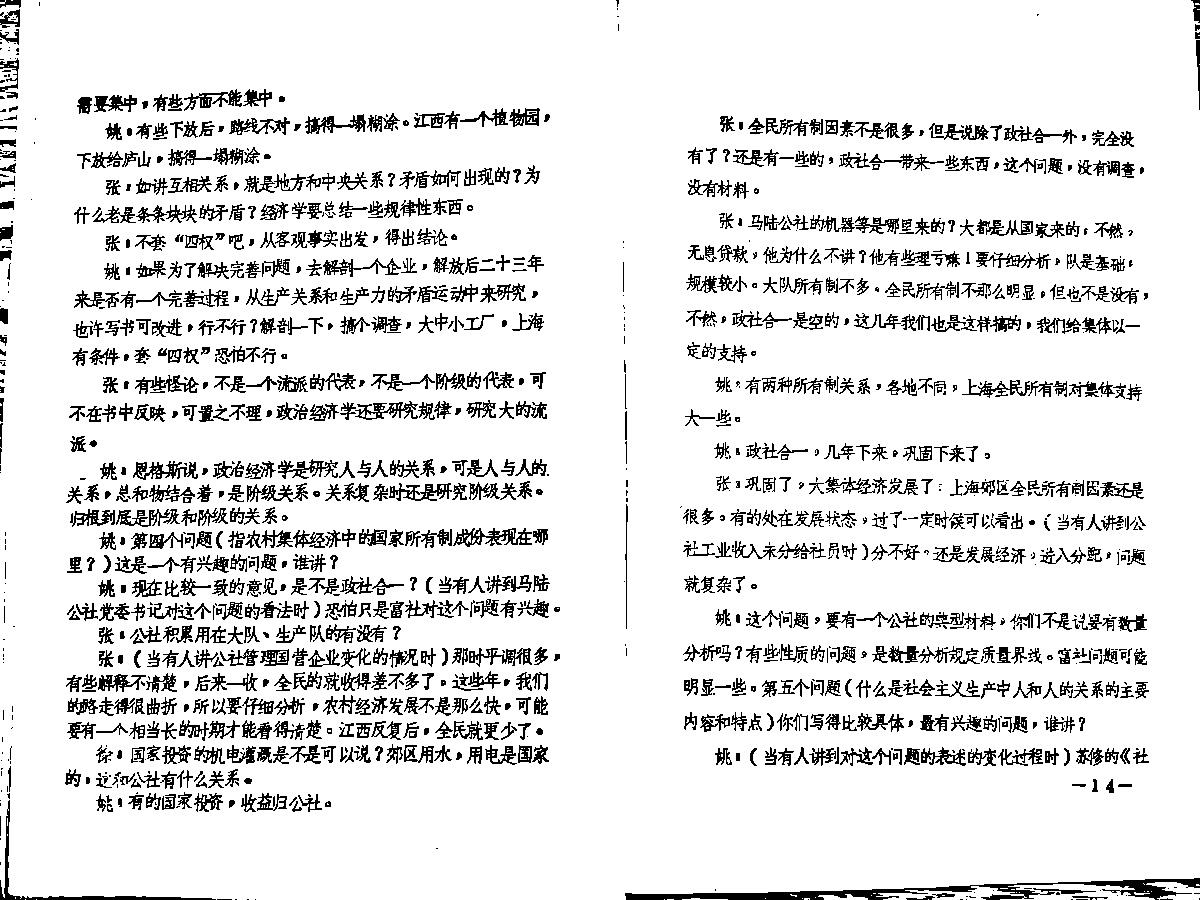 需要集中，有些方面不能集中。
姚：有些下放后，路线不对，搞得一塌糊涂。江西有一个植物园，
下放给庐山，搞得一塌糊涂。
张：如讲互相关系，就是地方和中央关系？矛盾如何出现的？为
什么老是条条块块的矛盾？经济学要总结一些规律性东西。
张：不套“四权”吧，从客观事实出发，得出结论。
姚：如果为了解决完善问题，去解剖一个企业，解放后二十三年
来是否有一个完善过程，从生产关系和生产力的矛盾运动中来研究，
也许写书可改进，行不行？解剖一下，搞个调查，大中小工厂，上海
有条件，套“四权”恐怕不行。
张：有些怪论，不是一个流派的代表，不是一个阶级的代表，可
不在书中反映，可置之不理，政治经济学还要研究规律，研究大的流
派。
姚：恩格斯说，政治经济学是研究人与人的关系，可是人与人的
关系，总和物结合着，是阶级关系。关系复杂时还是研究阶级关系。
归根到底是阶级和阶级的关系。
姚：第四个问题（指农村集体经济中的国家所有制成份表现在哪
里？）这是一个有兴趣的问题，谁讲？
姚：现在比较一致的意见，是不是政社合一？（当有人讲到马陆
公社党委书记对这个问题的看法时）恐怕只是富社对这个问题有兴趣。
张：公社积累用在大队、生产队的有没有？
张：（当有人讲公社管理国营企业变化的情况时）那时平调很多，
有些解释不清楚，后来一收，全民的就收得差不多了。这些年，我们
的路走得很曲折，所以要仔细分析，农村经济发展不是那么快，可能
要有一个相当长的时期才能看得清楚。江西反复后，全民就更少了。
徐：国家投资的机电灌溉是不是可以说？郊区用水，用电是国家
的，这和公社有什么关系。
姚：有的国家投资，收益归公社。
张：全民所有制因素不是很多，但是说除了政社合一外，完全没
有了？还是有一些的，政社合一带来一些东西，这个问题，没有调查，
没有材料。
张：马陆公社的机器等是哪里来的？大都是从国家来的，不然，
无息贷款，他为什么不讲？他有些理亏嘛！要仔细分析，队是基础，
规模较小。大队所有制不多。全民所有制不那么明显，但也不是没有，
不然，政社合一是空的，这几年我们也是这样搞的，我们给集体以一
定的支持。
姚：有两种所有制关系，各地不同，上海全民所有制对集体支持
大一些。
姚：政社合一，几年下来，巩固下来了。
张：巩固了，大集体经济发展了；上海郊区全民所有制因素还是
很多。有的处在发展状态，过了一定时候可以看出。（当有人讲到公
社工业收入未分给社员时）分不好，还是发展经济，进入分配，问题
就复杂了。
姚：这个问题，要有一个公社的典型材料，你们不是说要有数量
分析吗？有些性质的问题，是数量分析规定质量界线。富社问题可能
明显一些。第五个问题（什么是社会主义生产中人和人的关系的主要
内容和特点）你们写得比较具体，最有兴趣的问题，谁讲？
姚：（当有人讲到对这个问题的表述的变化过程时）苏修的《社
—14—